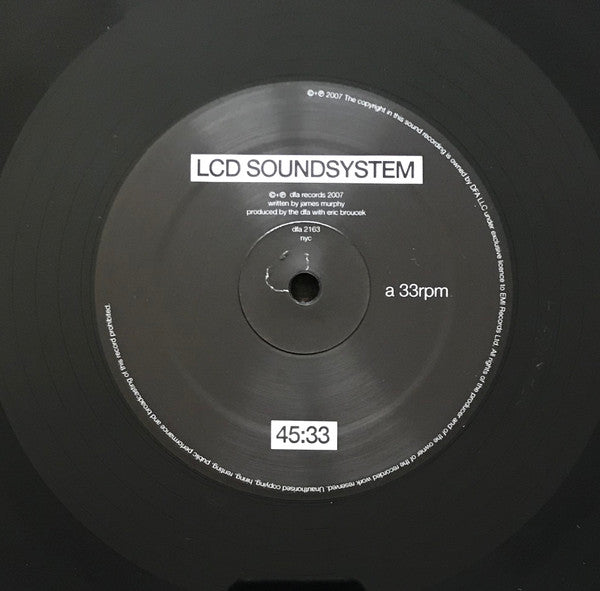 LCD SOUNDSYSTEM
©+℗ dfa records 2007
written by james murphy
produced by the dfa with eric broucek
dfa 2163
nyc
a 33rpm
45:33
©+℗ 2007 The copyright in this sound recording is owned by DFA LLC under exclusive licence to EMI Records Ltd. All rights of the producer and of the owner of the recorded work reserved. Unauthorised copying, hiring, renting, public performance and broadcasting of this record prohibited.